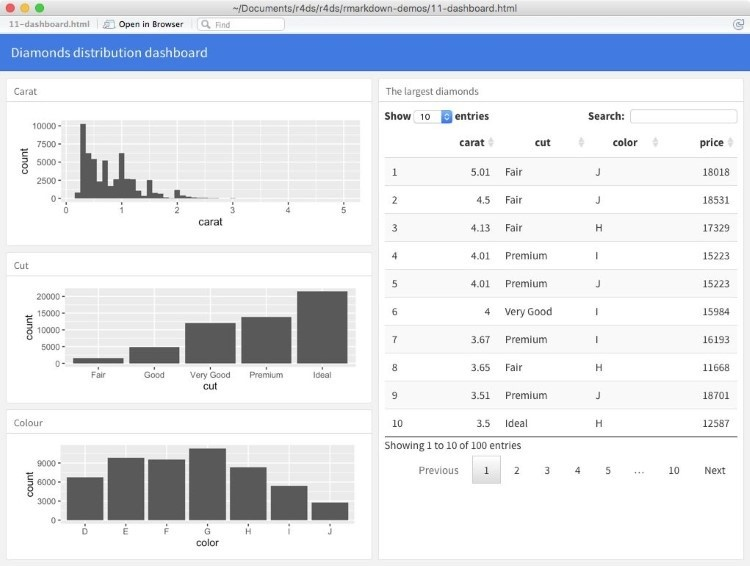 ~/Documents/r4ds/r4ds/rmarkdown-demos/11-dashboard.html
11-dashboard.html Open in Browser Find
Diamonds distribution dashboard
Carat
10000
7500
5000
2500
0
count
0 1 2 3 4 5
carat
Cut
20000
15000
10000
5000
0
count
Fair Good Very Good Premium Ideal
cut
Colour
9000
6000
3000
0
count
D E F G H I J
color
The largest diamonds
Show 10 entries Search:
carat cut color price
1 5.01 Fair J 18018
2 4.5 Fair J 18531
3 4.13 Fair H 17329
4 4.01 Premium I 15223
5 4.01 Premium J 15223
6 4 Very Good I 15984
7 3.67 Premium I 16193
8 3.65 Fair H 11668
9 3.51 Premium J 18701
10 3.5 Ideal H 12587
Showing 1 to 10 of 100 entries
Previous 1 2 3 4 5 … 10 Next